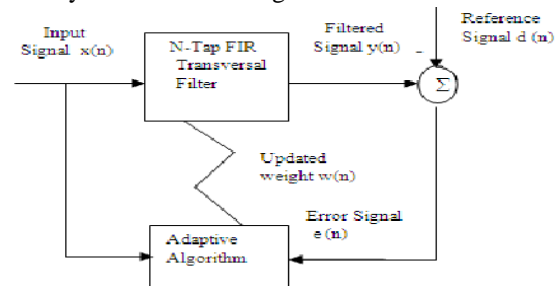 Input
Signal x(n)
N-Tap FIR
Transversal
Filter
Filtered
Signal y(n)
-
Reference
Signal d (n)
Σ
Updated
weight w(n)
Error Signal
e (n)
Adaptive
Algorithm